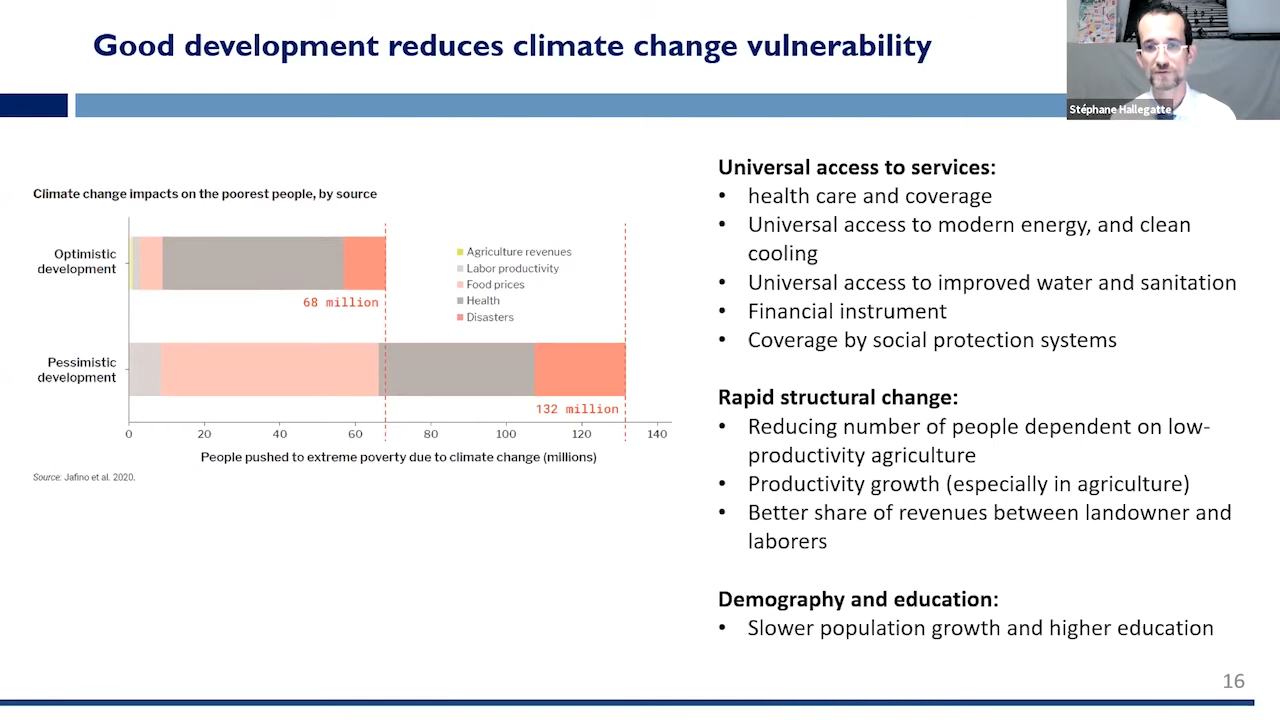 Good development reduces climate change vulnerability
Stéphane Hallegatte
Climate change impacts on the poorest people, by source
Optimistic
development
68 million
Agriculture revenues
Labor productivity
Food prices
Health
Disasters
Pessimistic
development
132 million
0 20 40 60 80 100 120 140
People pushed to extreme poverty due to climate change (millions)
Source: Jafino et al. 2020.
Universal access to services:
• health care and coverage
• Universal access to modern energy, and clean
cooling
• Universal access to improved water and sanitation
• Financial instrument
• Coverage by social protection systems
Rapid structural change:
• Reducing number of people dependent on low-
productivity agriculture
• Productivity growth (especially in agriculture)
• Better share of revenues between landowner and
laborers
Demography and education:
• Slower population growth and higher education
16